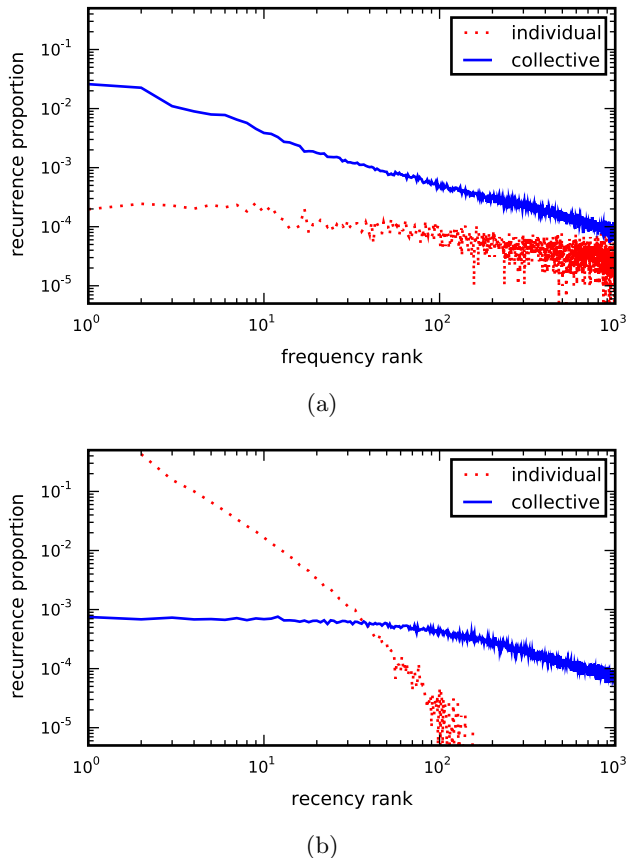 individual
collective
10^-1
10^-2
10^-3
10^-4
10^-5
recurrence proportion
10^0 10^1 10^2 10^3
frequency rank
(a)
individual
collective
10^-1
10^-2
10^-3
10^-4
10^-5
recurrence proportion
10^0 10^1 10^2 10^3
recency rank
(b)